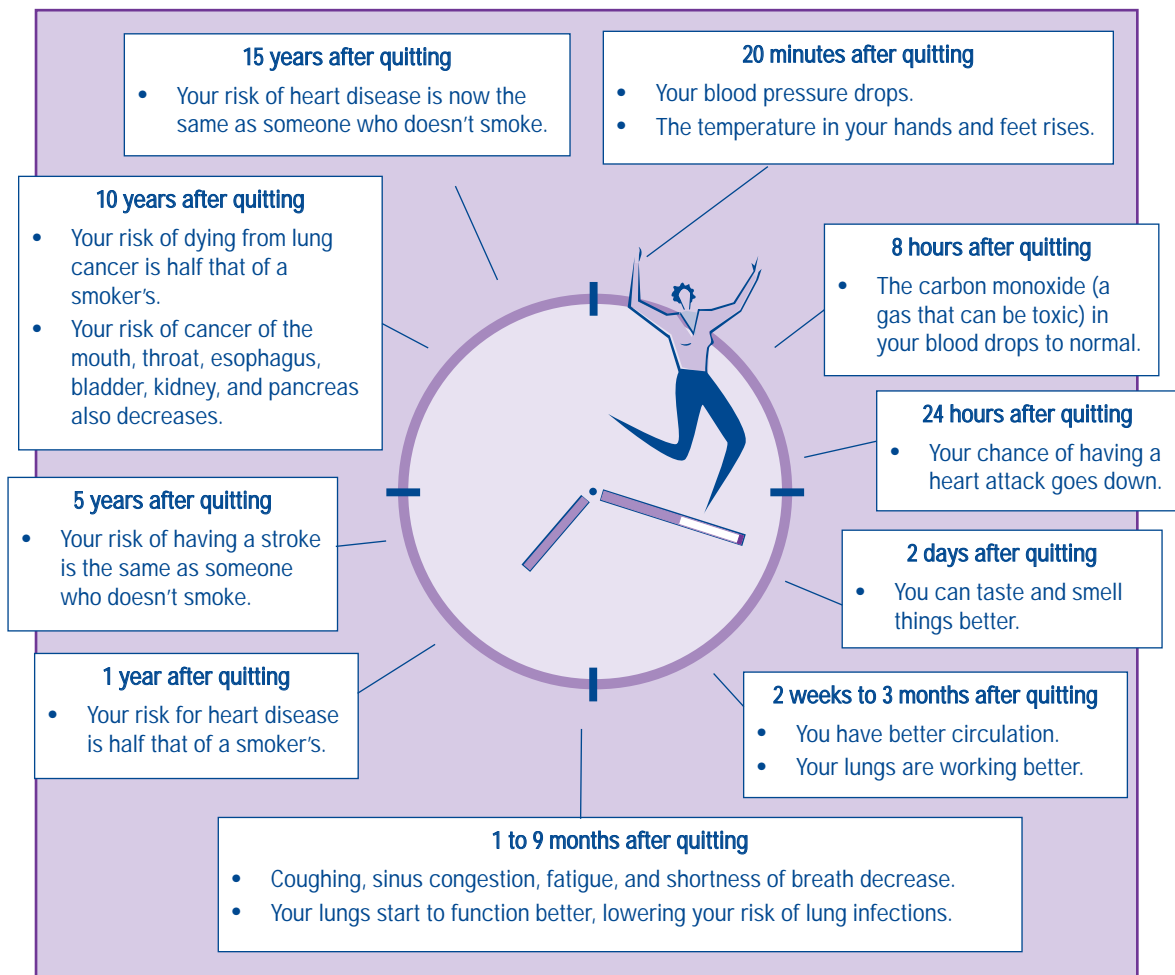 20 minutes after quitting
• Your blood pressure drops.
• The temperature in your hands and feet rises.
8 hours after quitting
• The carbon monoxide (a
gas that can be toxic) in
your blood drops to normal.
24 hours after quitting
• Your chance of having a
heart attack goes down.
2 days after quitting
• You can taste and smell
things better.
2 weeks to 3 months after quitting
• You have better circulation.
• Your lungs are working better.
1 to 9 months after quitting
• Coughing, sinus congestion, fatigue, and shortness of breath decrease.
• Your lungs start to function better, lowering your risk of lung infections.
1 year after quitting
• Your risk for heart disease
is half that of a smoker's.
5 years after quitting
• Your risk of having a stroke
is the same as someone
who doesn't smoke.
10 years after quitting
• Your risk of dying from lung
cancer is half that of a
smoker's.
• Your risk of cancer of the
mouth, throat, esophagus,
bladder, kidney, and pancreas
also decreases.
15 years after quitting
• Your risk of heart disease is now the
same as someone who doesn't smoke.